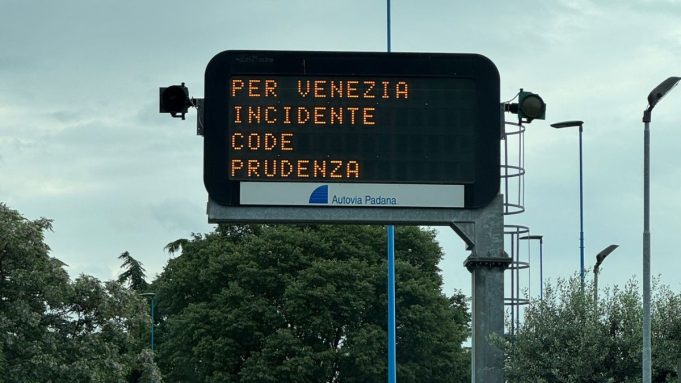 PER VENEZIA
INCIDENTE
CODE
PRUDENZA
Autovia Padana